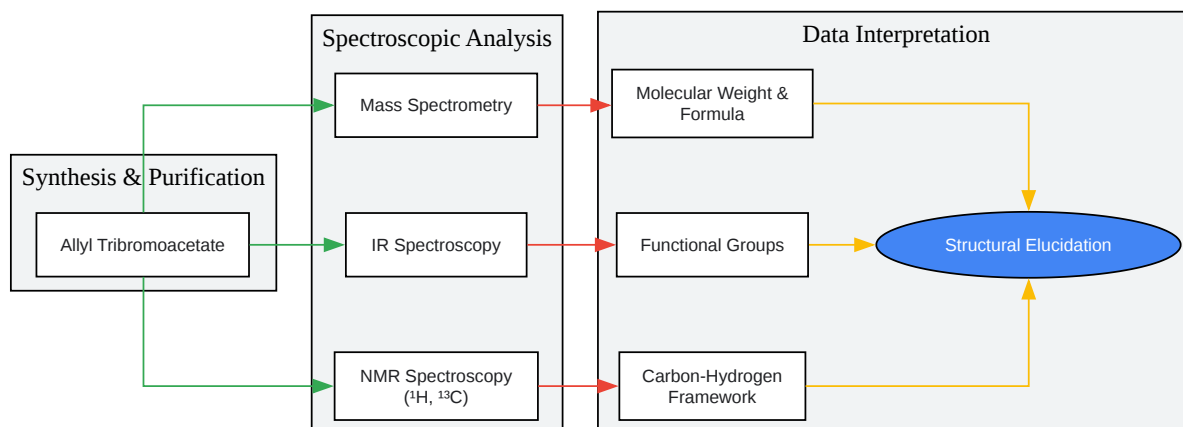 Synthesis & Purification
Allyl Tribromoacetate
Spectroscopic Analysis
Mass Spectrometry
IR Spectroscopy
NMR Spectroscopy
(¹H, ¹³C)
Data Interpretation
Molecular Weight &
Formula
Functional Groups
Carbon-Hydrogen
Framework
Structural Elucidation